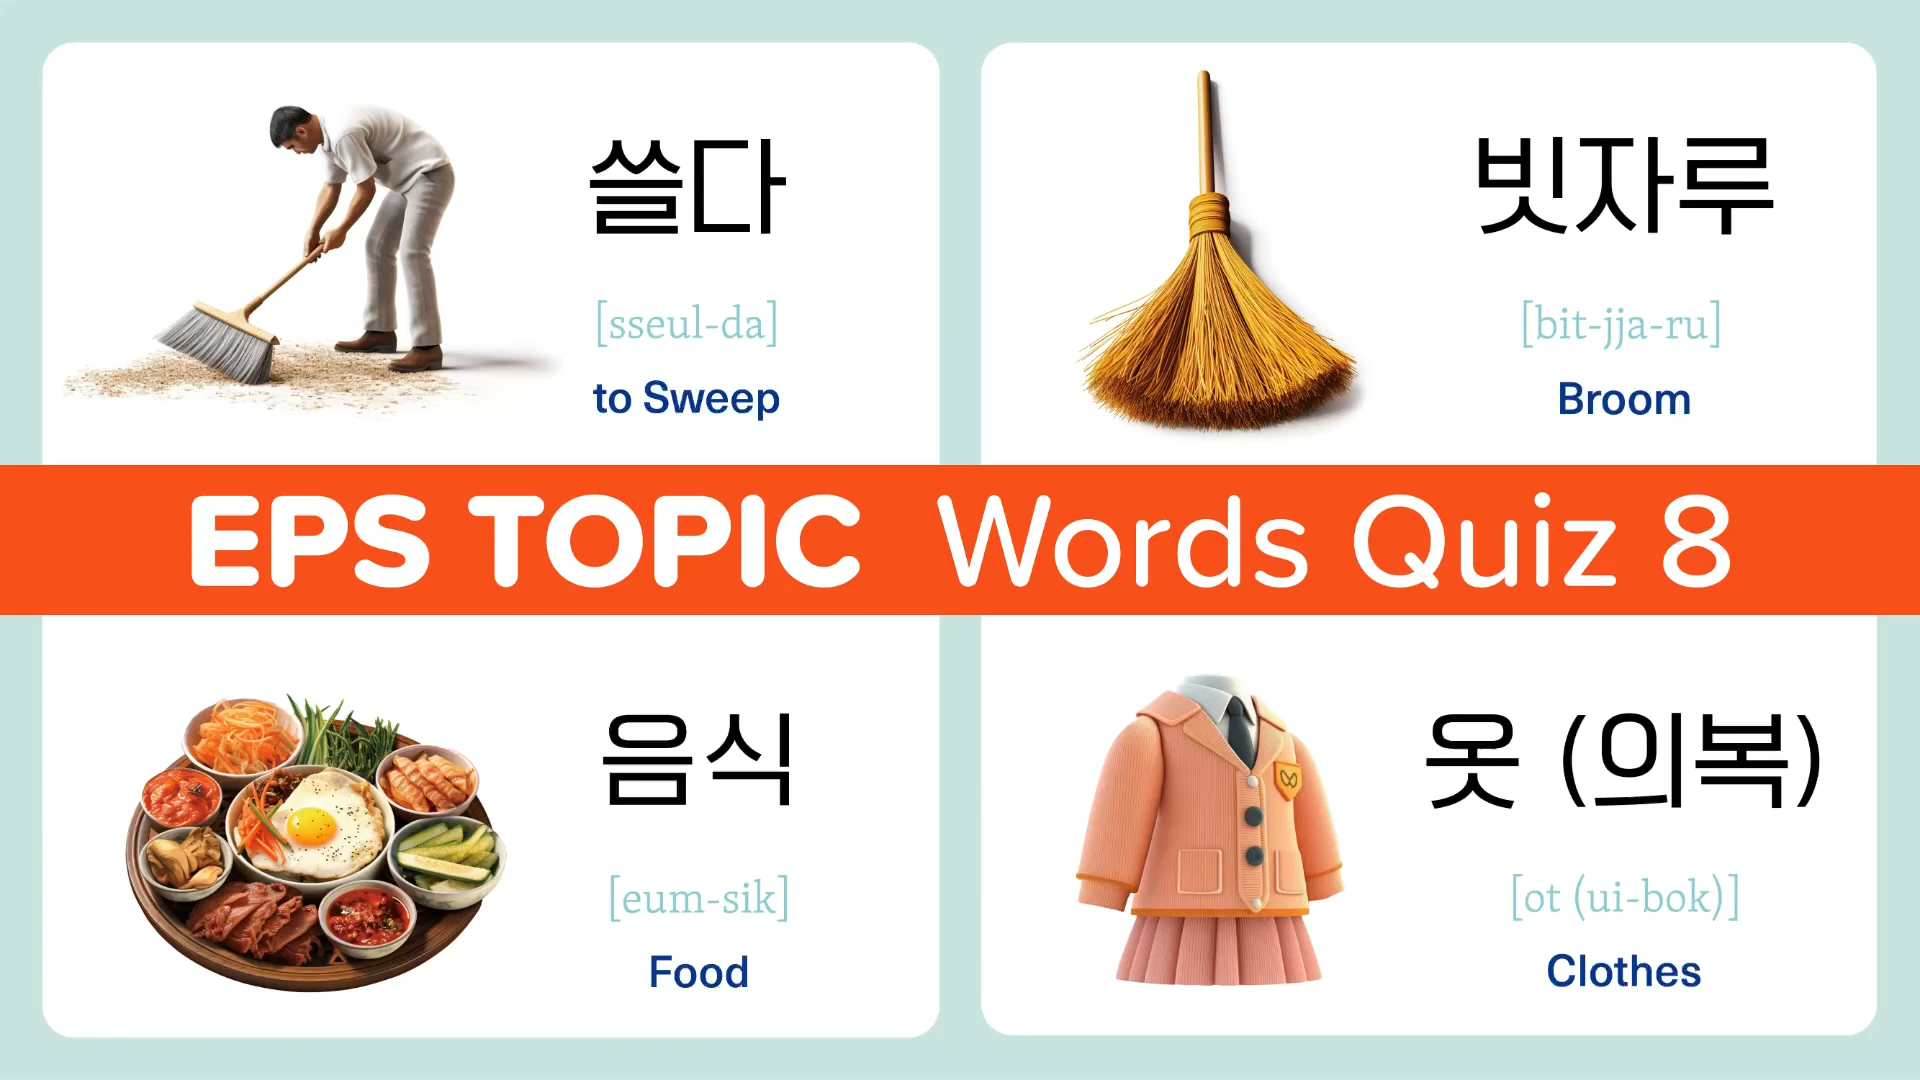 쓸다
[sseul-da]
to Sweep
빗자루
[bit-jja-ru]
Broom
EPS TOPIC Words Quiz 8
음식
[eum-sik]
Food
옷 (의복)
[ot (ui-bok)]
Clothes